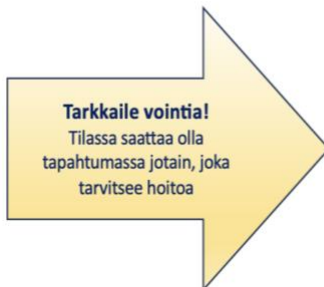 Tarkkaile vointia!
Tilassa saattaa olla
tapahtumassa jotain, joka
tarvitsee hoitoa